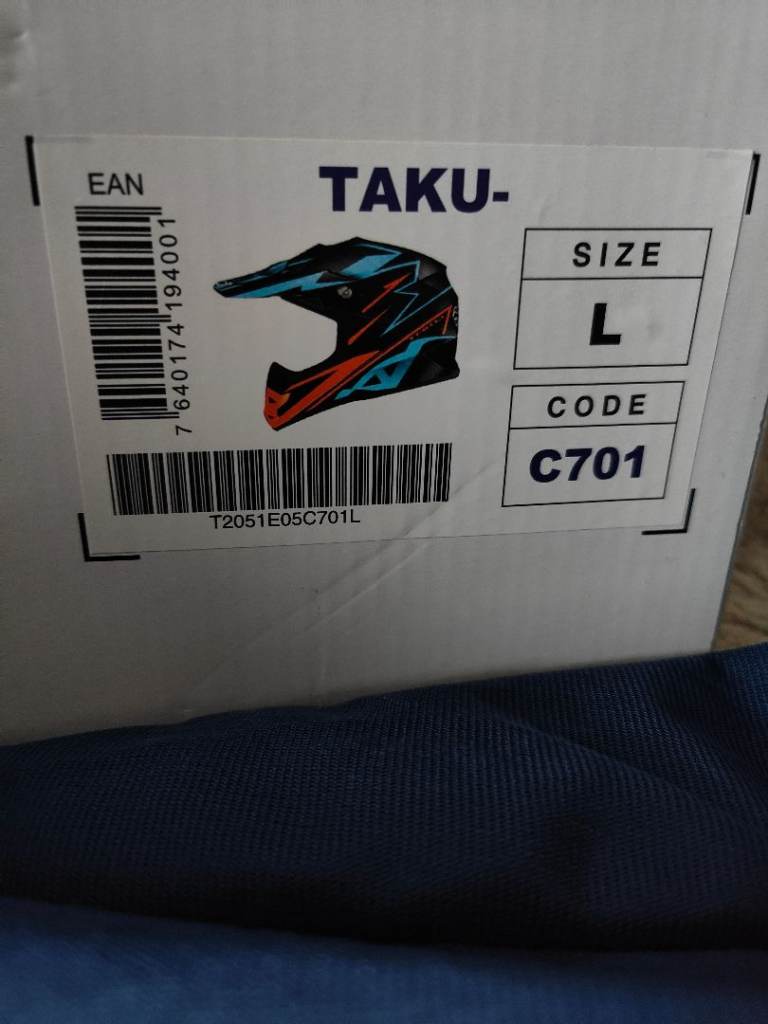 EAN
TAKU-
7 640174 194001
SIZE
L
CODE
C701
T2051E05C701L